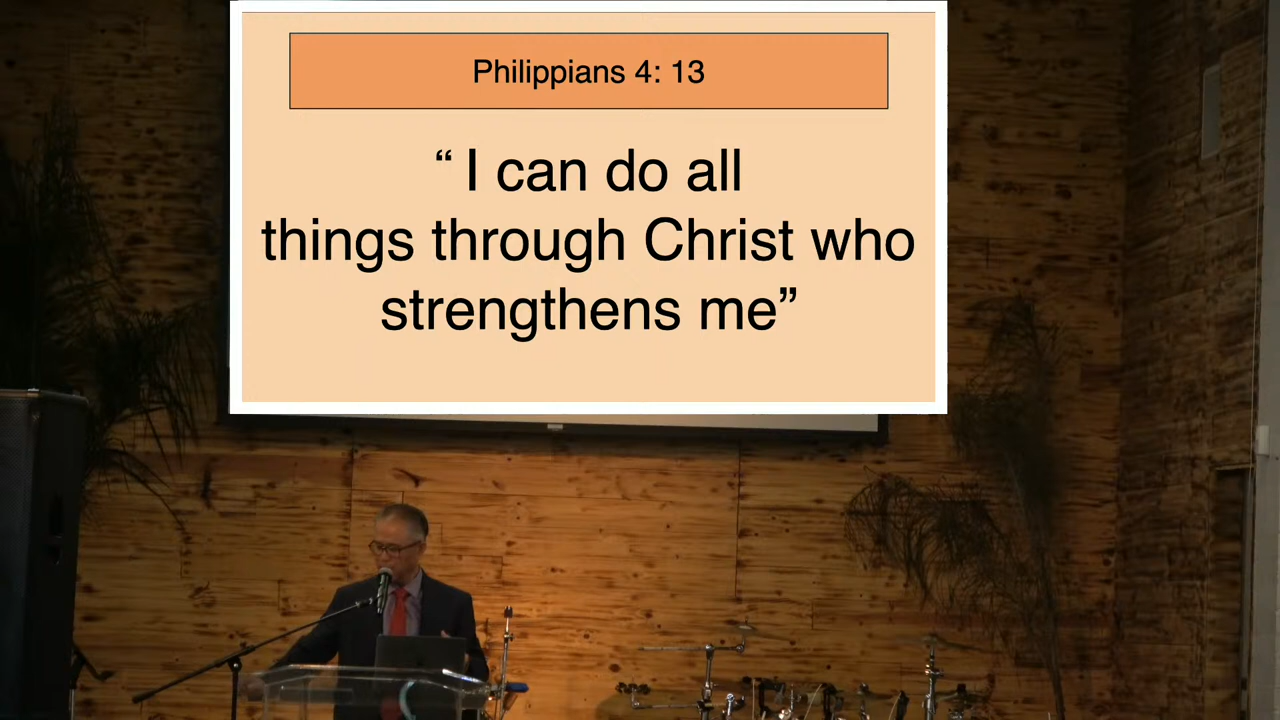 Philippians 4: 13
“ I can do all
things through Christ who
strengthens me”